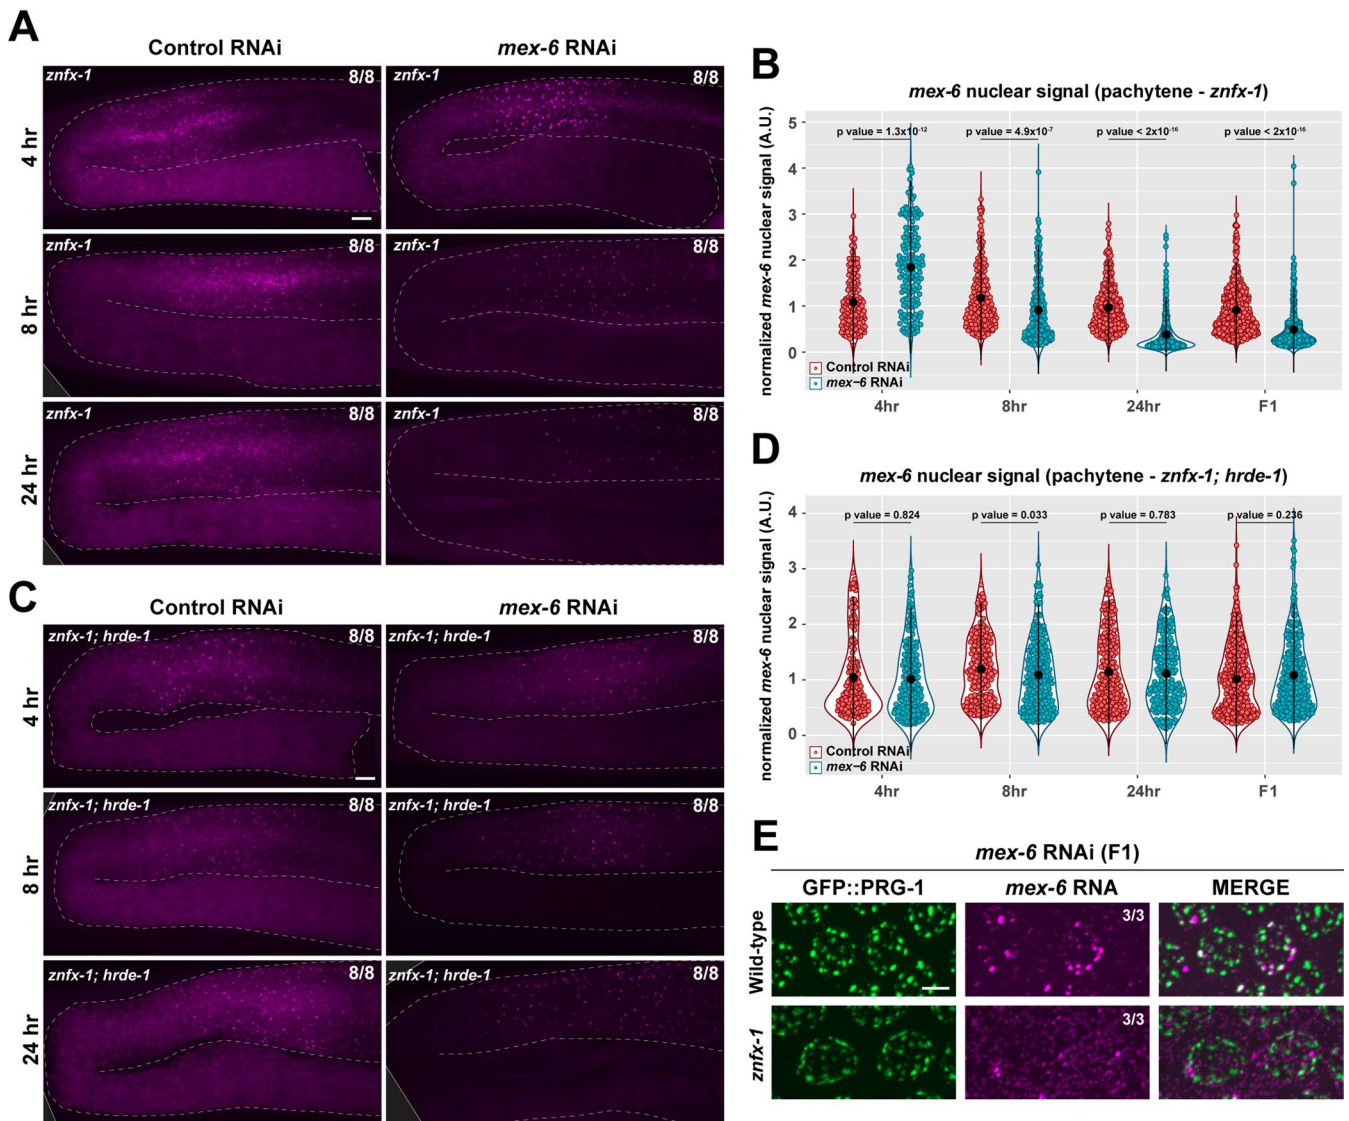 A
Control RNAi
mex-6 RNAi
4 hr
znfx-1
8/8
znfx-1
8/8
8 hr
znfx-1
8/8
znfx-1
8/8
24 hr
znfx-1
8/8
znfx-1
8/8
B
mex-6 nuclear signal (pachytene - znfx-1)
normalized mex-6 nuclear signal (A.U.)
5
4
3
2
1
0
p value = 1.3x10-12
p value = 4.9x10-7
p value < 2x10-16
p value < 2x10-16
Control RNAi
mex-6 RNAi
4hr
8hr
24hr
F1
C
Control RNAi
mex-6 RNAi
4 hr
znfx-1; hrde-1
8/8
znfx-1; hrde-1
8/8
8 hr
znfx-1; hrde-1
8/8
znfx-1; hrde-1
8/8
24 hr
znfx-1; hrde-1
8/8
znfx-1; hrde-1
8/8
D
mex-6 nuclear signal (pachytene - znfx-1; hrde-1)
normalized mex-6 nuclear signal (A.U.)
4
3
2
1
0
p value = 0.824
p value = 0.033
p value = 0.783
p value = 0.236
Control RNAi
mex-6 RNAi
4hr
8hr
24hr
F1
E
mex-6 RNAi (F1)
GFP::PRG-1
mex-6 RNA
MERGE
Wild-type
3/3
znfx-1
3/3